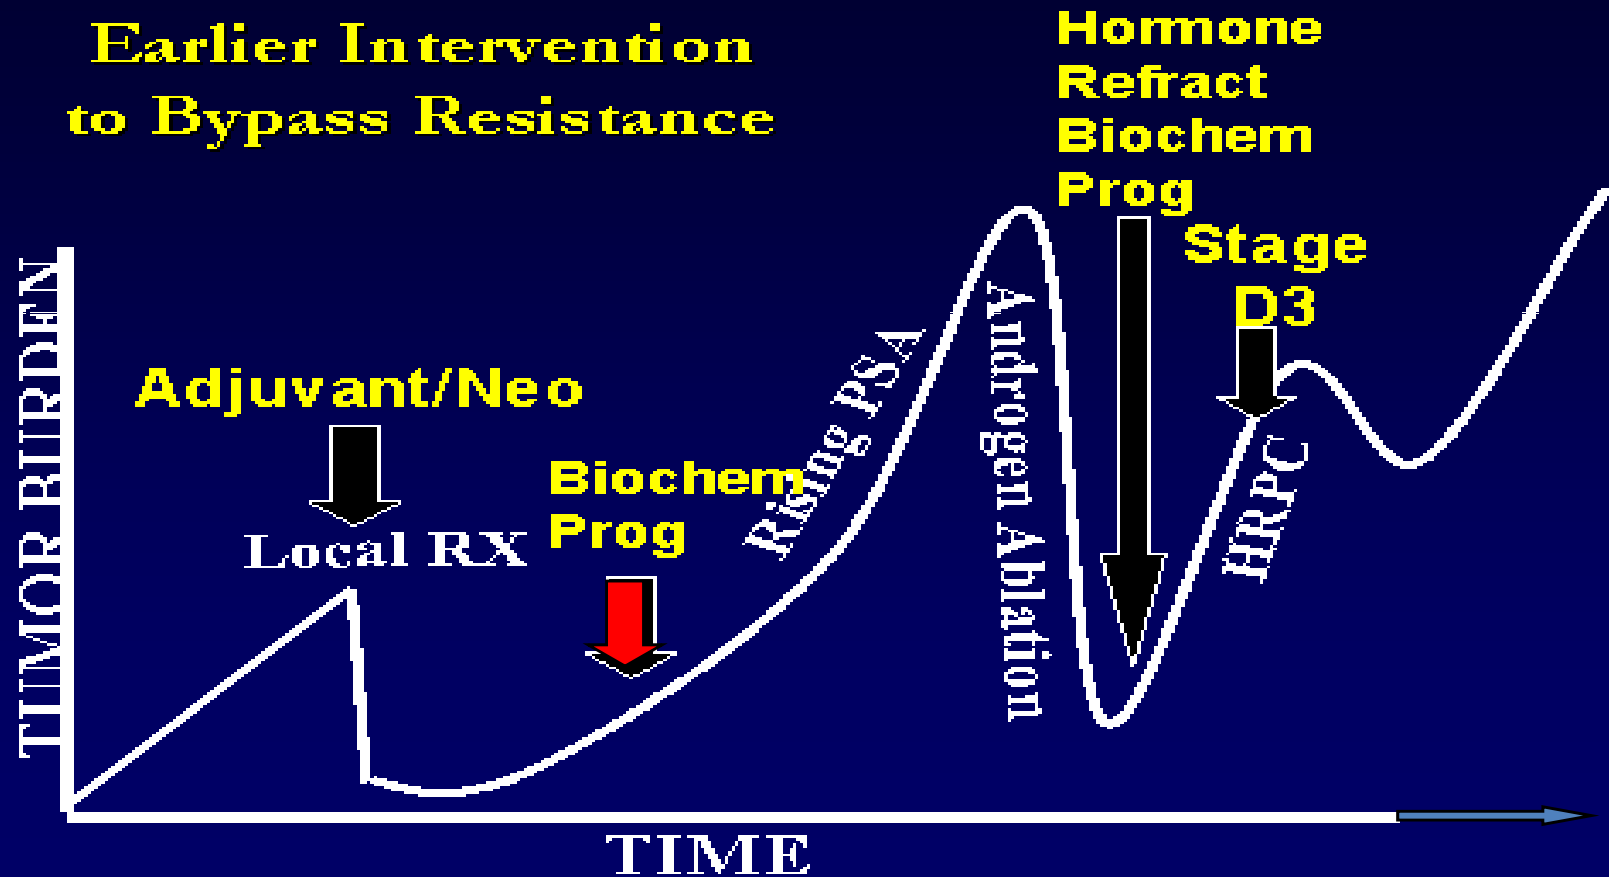 Earlier Intervention
to Bypass Resistance
Hormone
Refract
Biochem
Prog
Stage
D3
TUMOR BURDEN
Adjuvant/Neo
Local RX
Biochem
Prog
Rising PSA
Androgen Ablation
HRPC
TIME